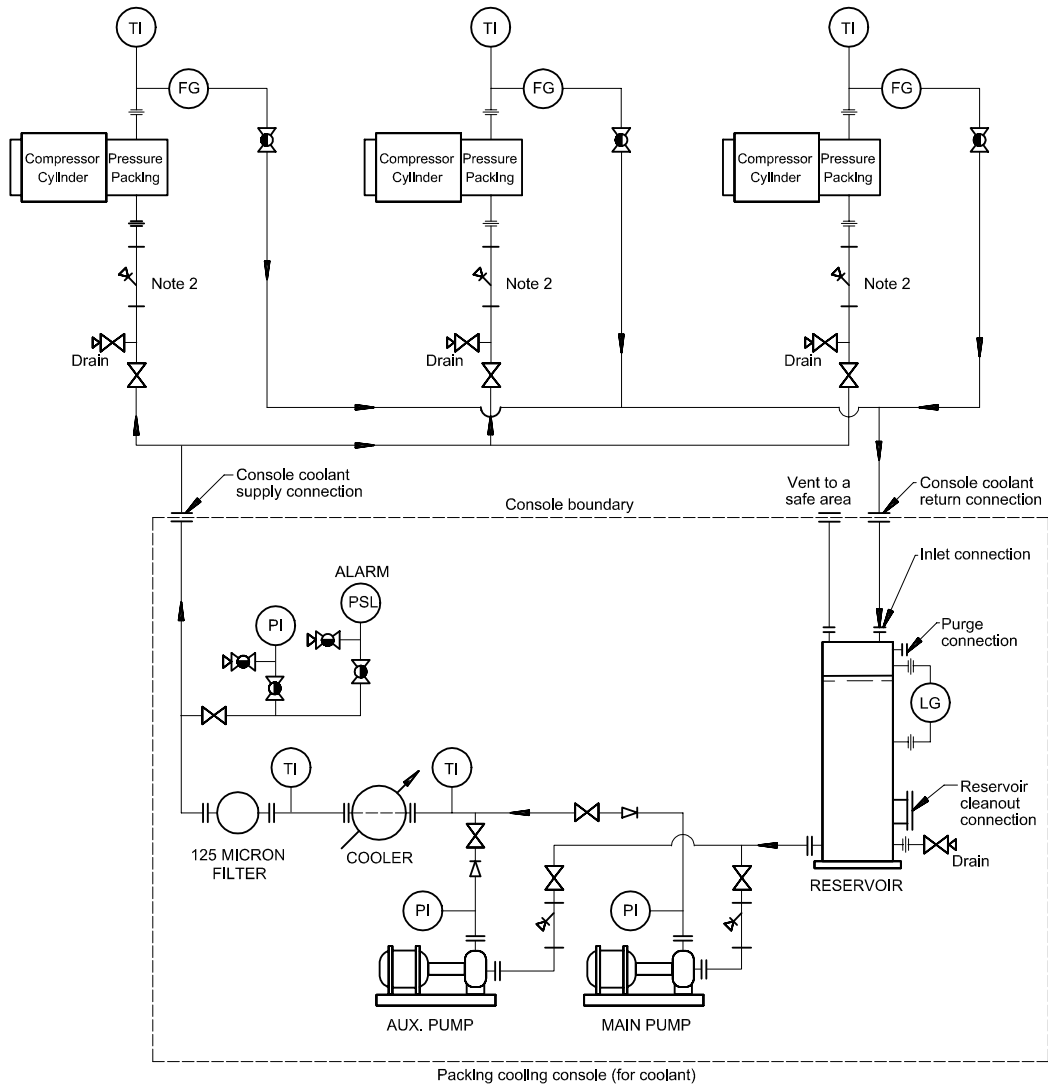 TI
TI
TI
FG
FG
FG
Compressor
Cylinder
Pressure
Packing
Compressor
Cylinder
Pressure
Packing
Compressor
Cylinder
Pressure
Packing
Note 2
Note 2
Note 2
Drain
Drain
Drain
Console coolant
supply connection
Vent to a
safe area
Console coolant
return connection
Console boundary
Inlet connection
ALARM
PSL
PI
Purge
connection
LG
TI
TI
Reservoir
cleanout
connection
125 MICRON
FILTER
COOLER
Drain
RESERVOIR
PI
PI
AUX. PUMP
MAIN PUMP
Packing cooling console (for coolant)